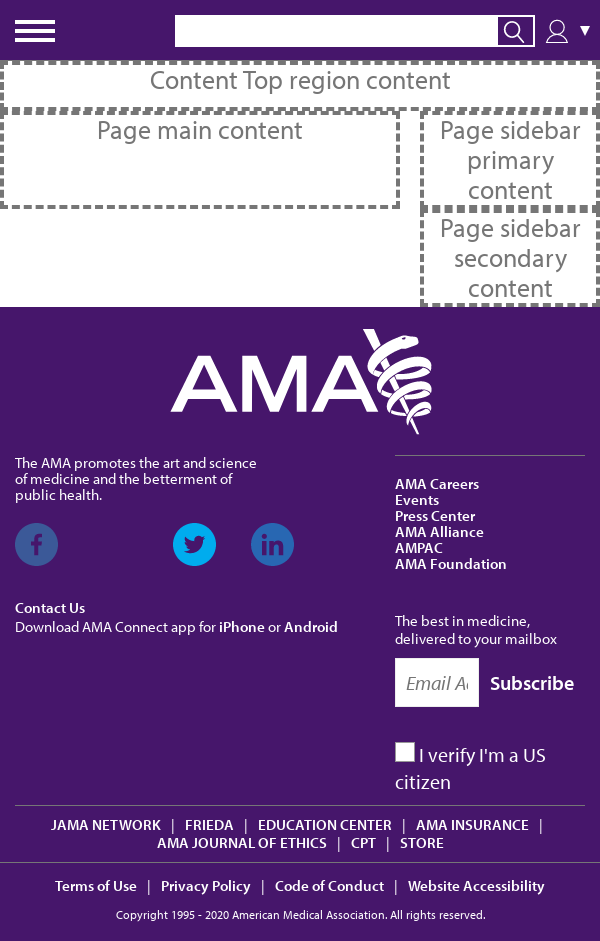 Content Top region content
Page main content
Page sidebar
primary
content
Page sidebar
secondary
content
AMA
The AMA promotes the art and science
of medicine and the betterment of
public health.
AMA Careers
Events
Press Center
AMA Alliance
AMPAC
AMA Foundation
Contact Us
Download AMA Connect app for iPhone or Android
The best in medicine,
delivered to your mailbox
Email Ad
Subscribe
I verify I'm a US
citizen
JAMA NETWORK | FRIEDA | EDUCATION CENTER | AMA INSURANCE |
AMA JOURNAL OF ETHICS | CPT | STORE
Terms of Use | Privacy Policy | Code of Conduct | Website Accessibility
Copyright 1995 - 2020 American Medical Association. All rights reserved.